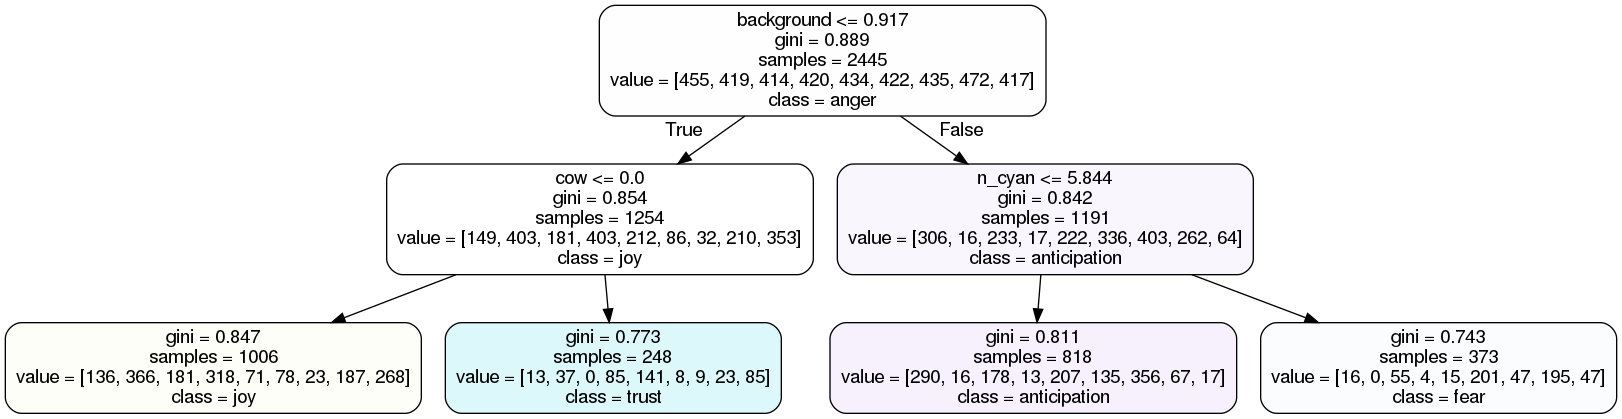 background <= 0.917
gini = 0.889
samples = 2445
value = [455, 419, 414, 420, 434, 422, 435, 472, 417]
class = anger
True
False
cow <= 0.0
gini = 0.854
samples = 1254
value = [149, 403, 181, 403, 212, 86, 32, 210, 353]
class = joy
n_cyan <= 5.844
gini = 0.842
samples = 1191
value = [306, 16, 233, 17, 222, 336, 403, 262, 64]
class = anticipation
gini = 0.847
samples = 1006
value = [136, 366, 181, 318, 71, 78, 23, 187, 268]
class = joy
gini = 0.773
samples = 248
value = [13, 37, 0, 85, 141, 8, 9, 23, 85]
class = trust
gini = 0.811
samples = 818
value = [290, 16, 178, 13, 207, 135, 356, 67, 17]
class = anticipation
gini = 0.743
samples = 373
value = [16, 0, 55, 4, 15, 201, 47, 195, 47]
class = fear